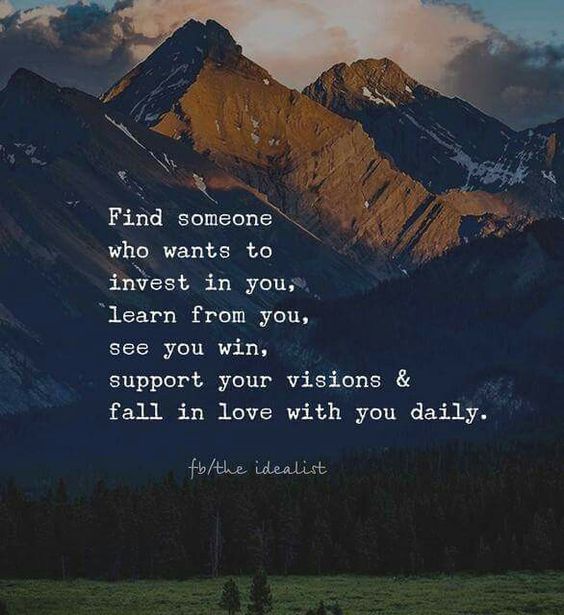 Find someone
who wants to
invest in you,
learn from you,
see you win,
support your visions &
fall in love with you daily.
fb/the idealist